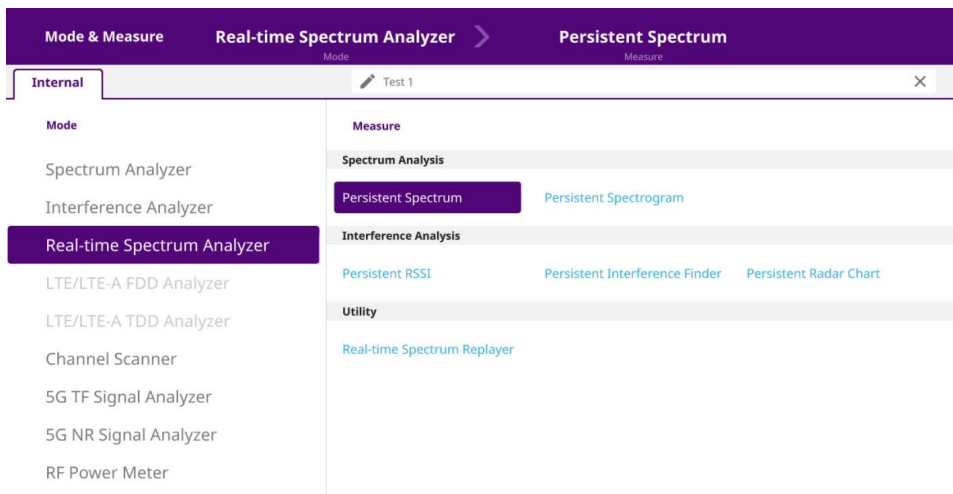 Mode & Measure
Real-time Spectrum Analyzer
Mode
Persistent Spectrum
Measure
Internal
Test 1
Mode
Spectrum Analyzer
Interference Analyzer
Real-time Spectrum Analyzer
LTE/LTE-A FDD Analyzer
LTE/LTE-A TDD Analyzer
Channel Scanner
5G TF Signal Analyzer
5G NR Signal Analyzer
RF Power Meter
Measure
Spectrum Analysis
Persistent Spectrum
Persistent Spectrogram
Interference Analysis
Persistent RSSI
Persistent Interference Finder
Persistent Radar Chart
Utility
Real-time Spectrum Replayer